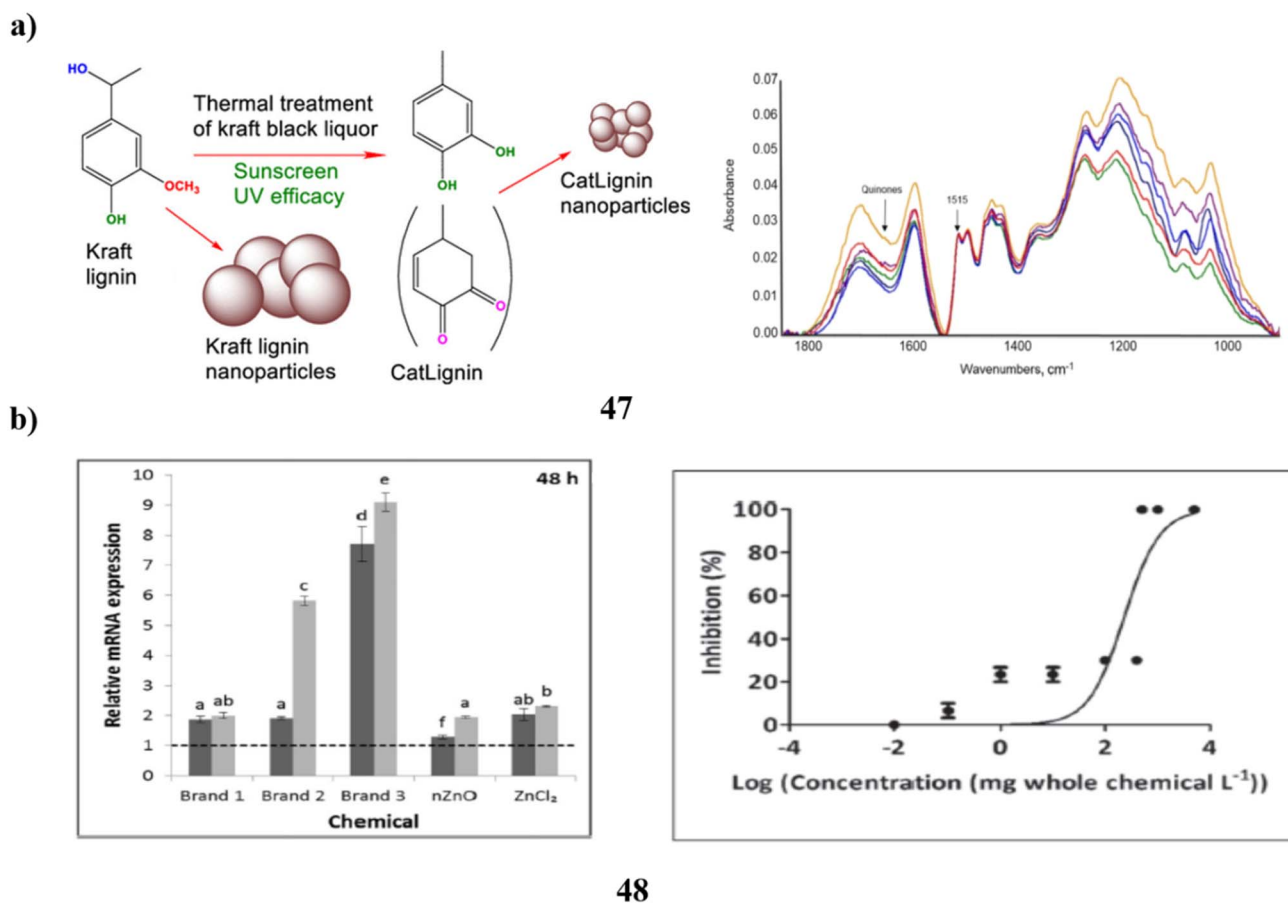 a)
HO
OCH3
OH
Kraft
lignin
Thermal treatment
of kraft black liquor
Sunscreen
UV efficacy
OH
OH
O
O
CatLignin
CatLignin
nanoparticles
Kraft lignin
nanoparticles
0.07
0.06
0.05
0.04
0.03
0.02
0.01
0.00
Absorbance
Quinones
1515
1800
1600
1400
1200
1000
Wavenumbers, cm-1
47
b)
48 h
10
9
8
7
6
5
4
3
2
1
0
Relative mRNA expression
a
ab
a
c
d
e
f
a
ab
b
Brand 1
Brand 2
Brand 3
nZnO
ZnCl₂
Chemical
100
80
60
40
20
0
Inhibition (%)
-4
-2
0
2
4
Log (Concentration (mg whole chemical L-1))
48